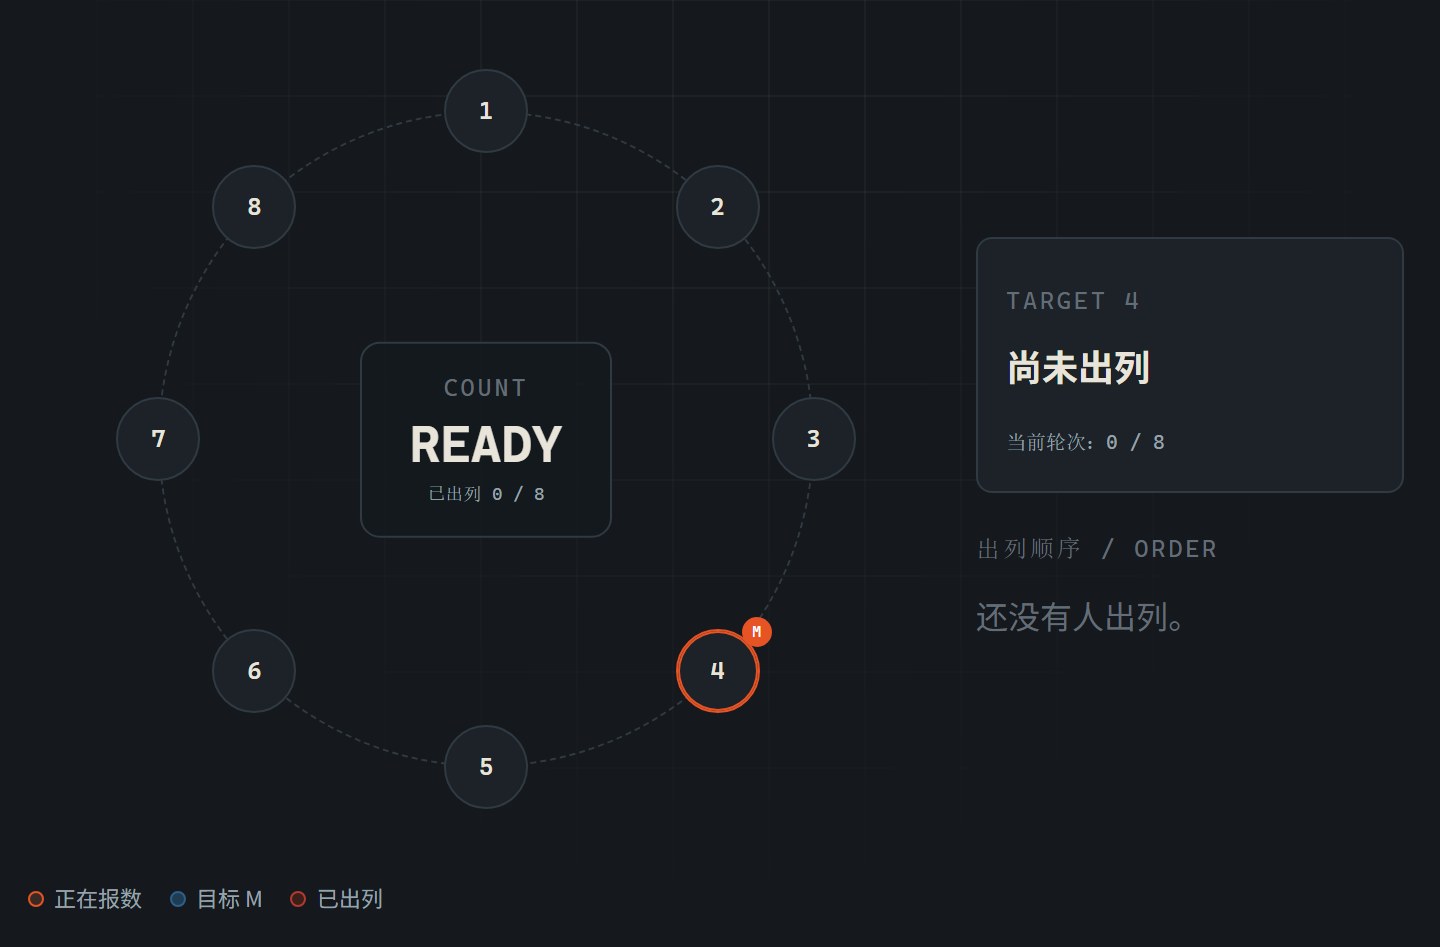 1
8
2
7
3
6
4
M
5
COUNT
READY
已出列 0 / 8
TARGET 4
尚未出列
当前轮次: 0 / 8
出列顺序 / ORDER
还没有人出列。
正在报数
目标 M
已出列